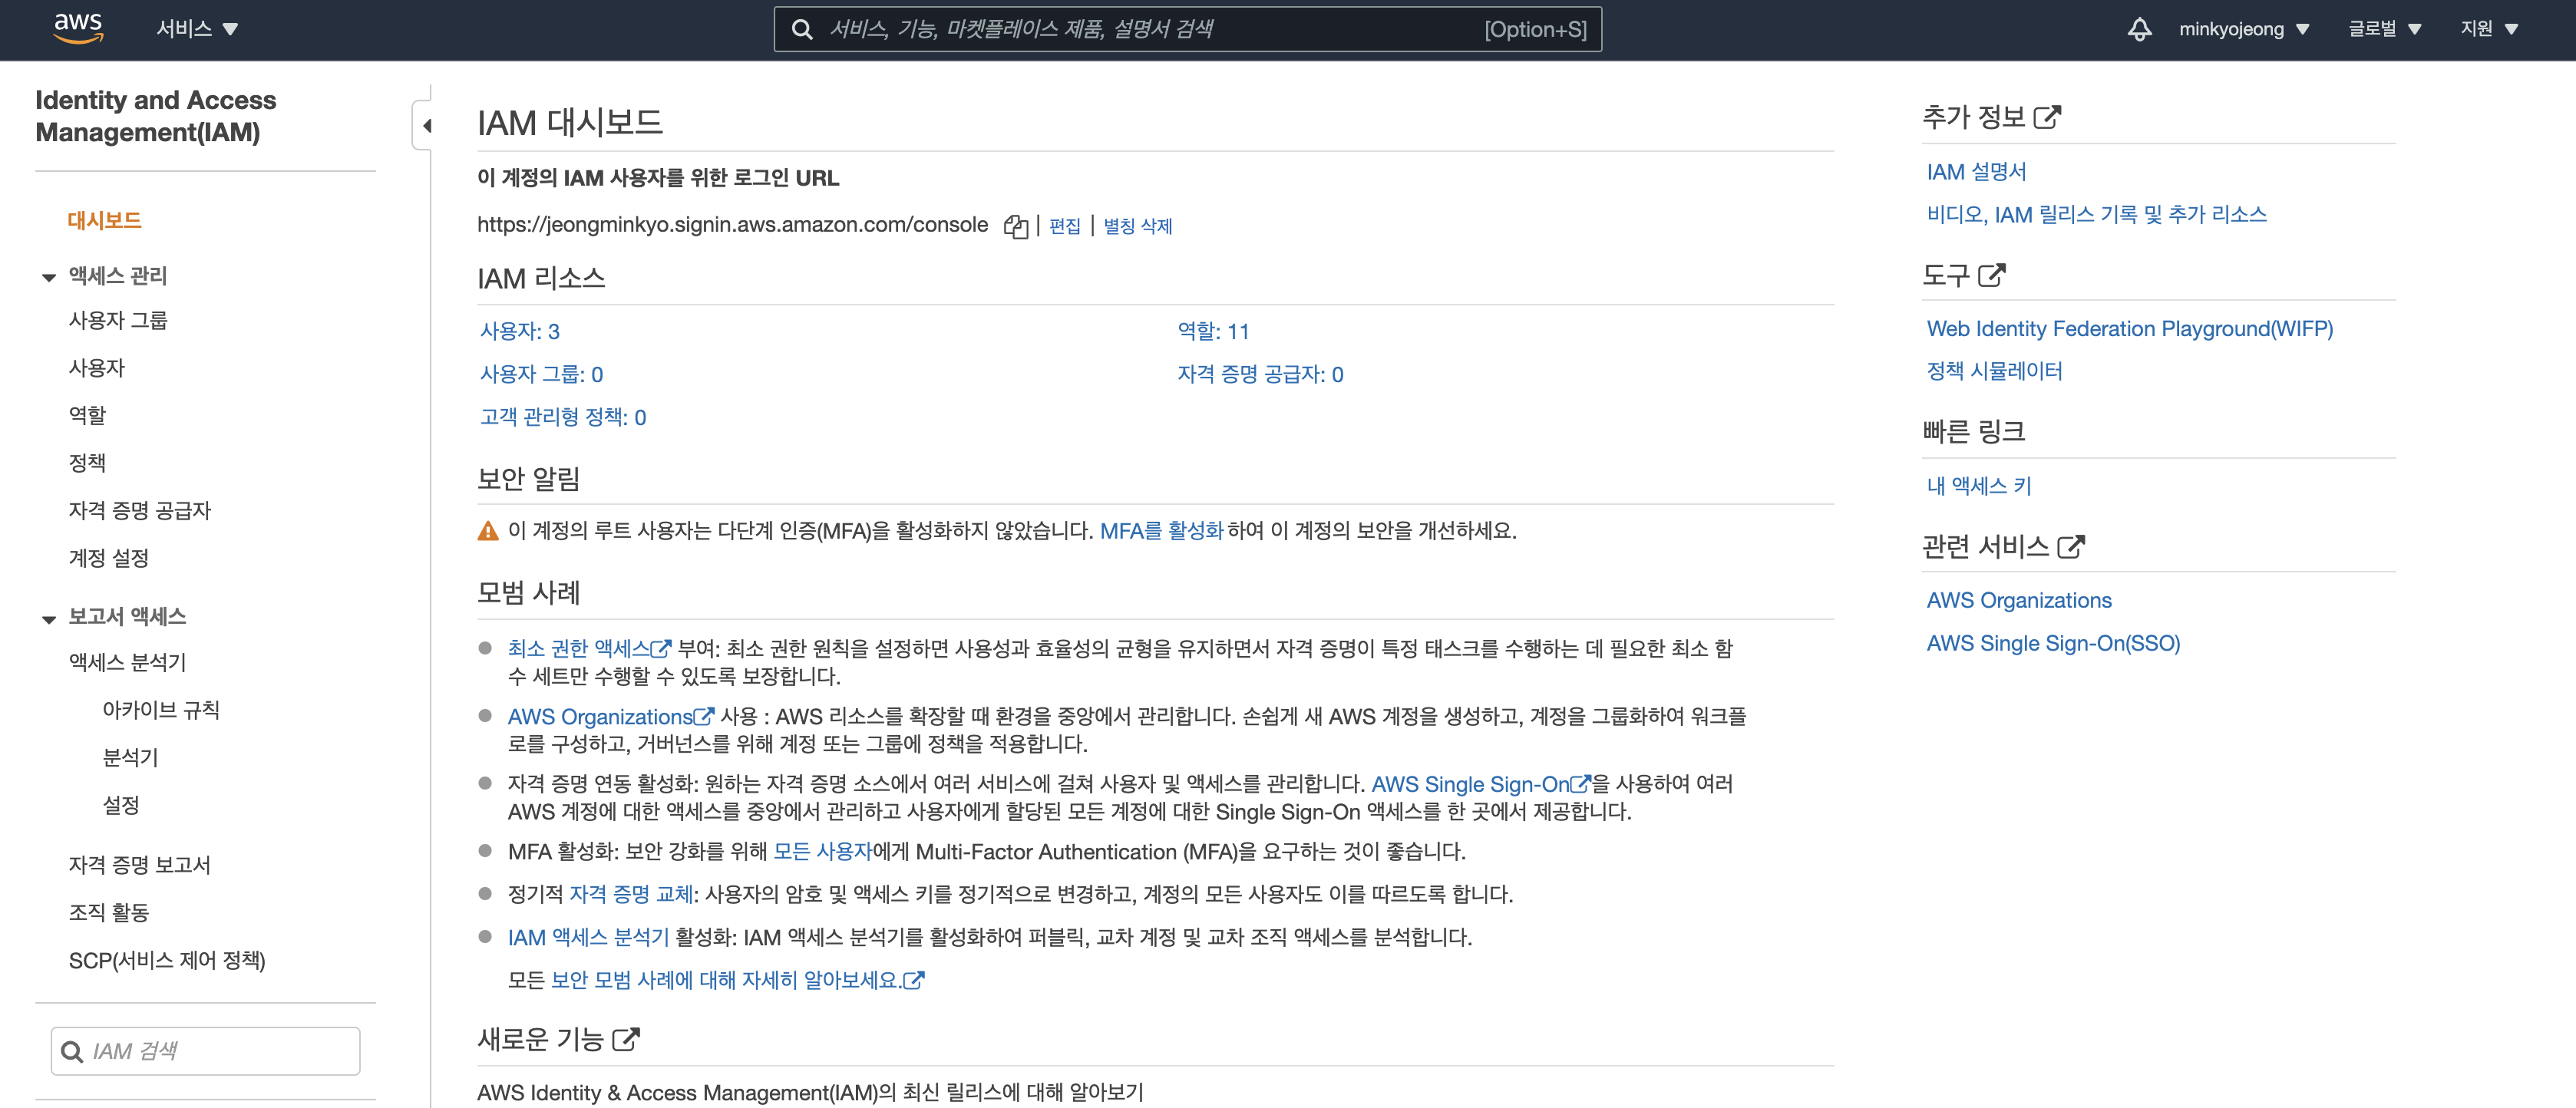 aws
서비스
서비스, 기능, 마켓플레이스 제품, 설명서 검색
[Option+S]
minkyojeong
글로벌
지원
Identity and Access
Management(IAM)
대시보드
액세스 관리
사용자 그룹
사용자
역할
정책
자격 증명 공급자
계정 설정
보고서 액세스
액세스 분석기
아카이브 규칙
분석기
설정
자격 증명 보고서
조직 활동
SCP(서비스 제어 정책)
IAM 검색
IAM 대시보드
이 계정의 IAM 사용자를 위한 로그인 URL
https://jeongminkyo.signin.aws.amazon.com/console | 편집 | 별칭 삭제
IAM 리소스
사용자: 3
역할: 11
사용자 그룹: 0
자격 증명 공급자: 0
고객 관리형 정책: 0
보안 알림
이 계정의 루트 사용자는 다단계 인증(MFA)을 활성화하지 않았습니다. MFA를 활성화하여 이 계정의 보안을 개선하세요.
모범 사례
최소 권한 액세스 부여: 최소 권한 원칙을 설정하면 사용성과 효율성의 균형을 유지하면서 자격 증명이 특정 태스크를 수행하는 데 필요한 최소 함
수 세트만 수행할 수 있도록 보장합니다.
AWS Organizations 사용 : AWS 리소스를 확장할 때 환경을 중앙에서 관리합니다. 손쉽게 새 AWS 계정을 생성하고, 계정을 그룹화하여 워크플
로를 구성하고, 거버넌스를 위해 계정 또는 그룹에 정책을 적용합니다.
자격 증명 연동 활성화: 원하는 자격 증명 소스에서 여러 서비스에 걸쳐 사용자 및 액세스를 관리합니다. AWS Single Sign-On을 사용하여 여러
AWS 계정에 대한 액세스를 중앙에서 관리하고 사용자에게 할당된 모든 계정에 대한 Single Sign-On 액세스를 한 곳에서 제공합니다.
MFA 활성화: 보안 강화를 위해 모든 사용자에게 Multi-Factor Authentication (MFA)을 요구하는 것이 좋습니다.
정기적 자격 증명 교체: 사용자의 암호 및 액세스 키를 정기적으로 변경하고, 계정의 모든 사용자도 이를 따르도록 합니다.
IAM 액세스 분석기 활성화: IAM 액세스 분석기를 활성화하여 퍼블릭, 교차 계정 및 교차 조직 액세스를 분석합니다.
모든 보안 모범 사례에 대해 자세히 알아보세요.
새로운 기능
AWS Identity & Access Management(IAM)의 최신 릴리스에 대해 알아보기
추가 정보
IAM 설명서
비디오, IAM 릴리스 기록 및 추가 리소스
도구
Web Identity Federation Playground(WIFP)
정책 시뮬레이터
빠른 링크
내 액세스 키
관련 서비스
AWS Organizations
AWS Single Sign-On(SSO)